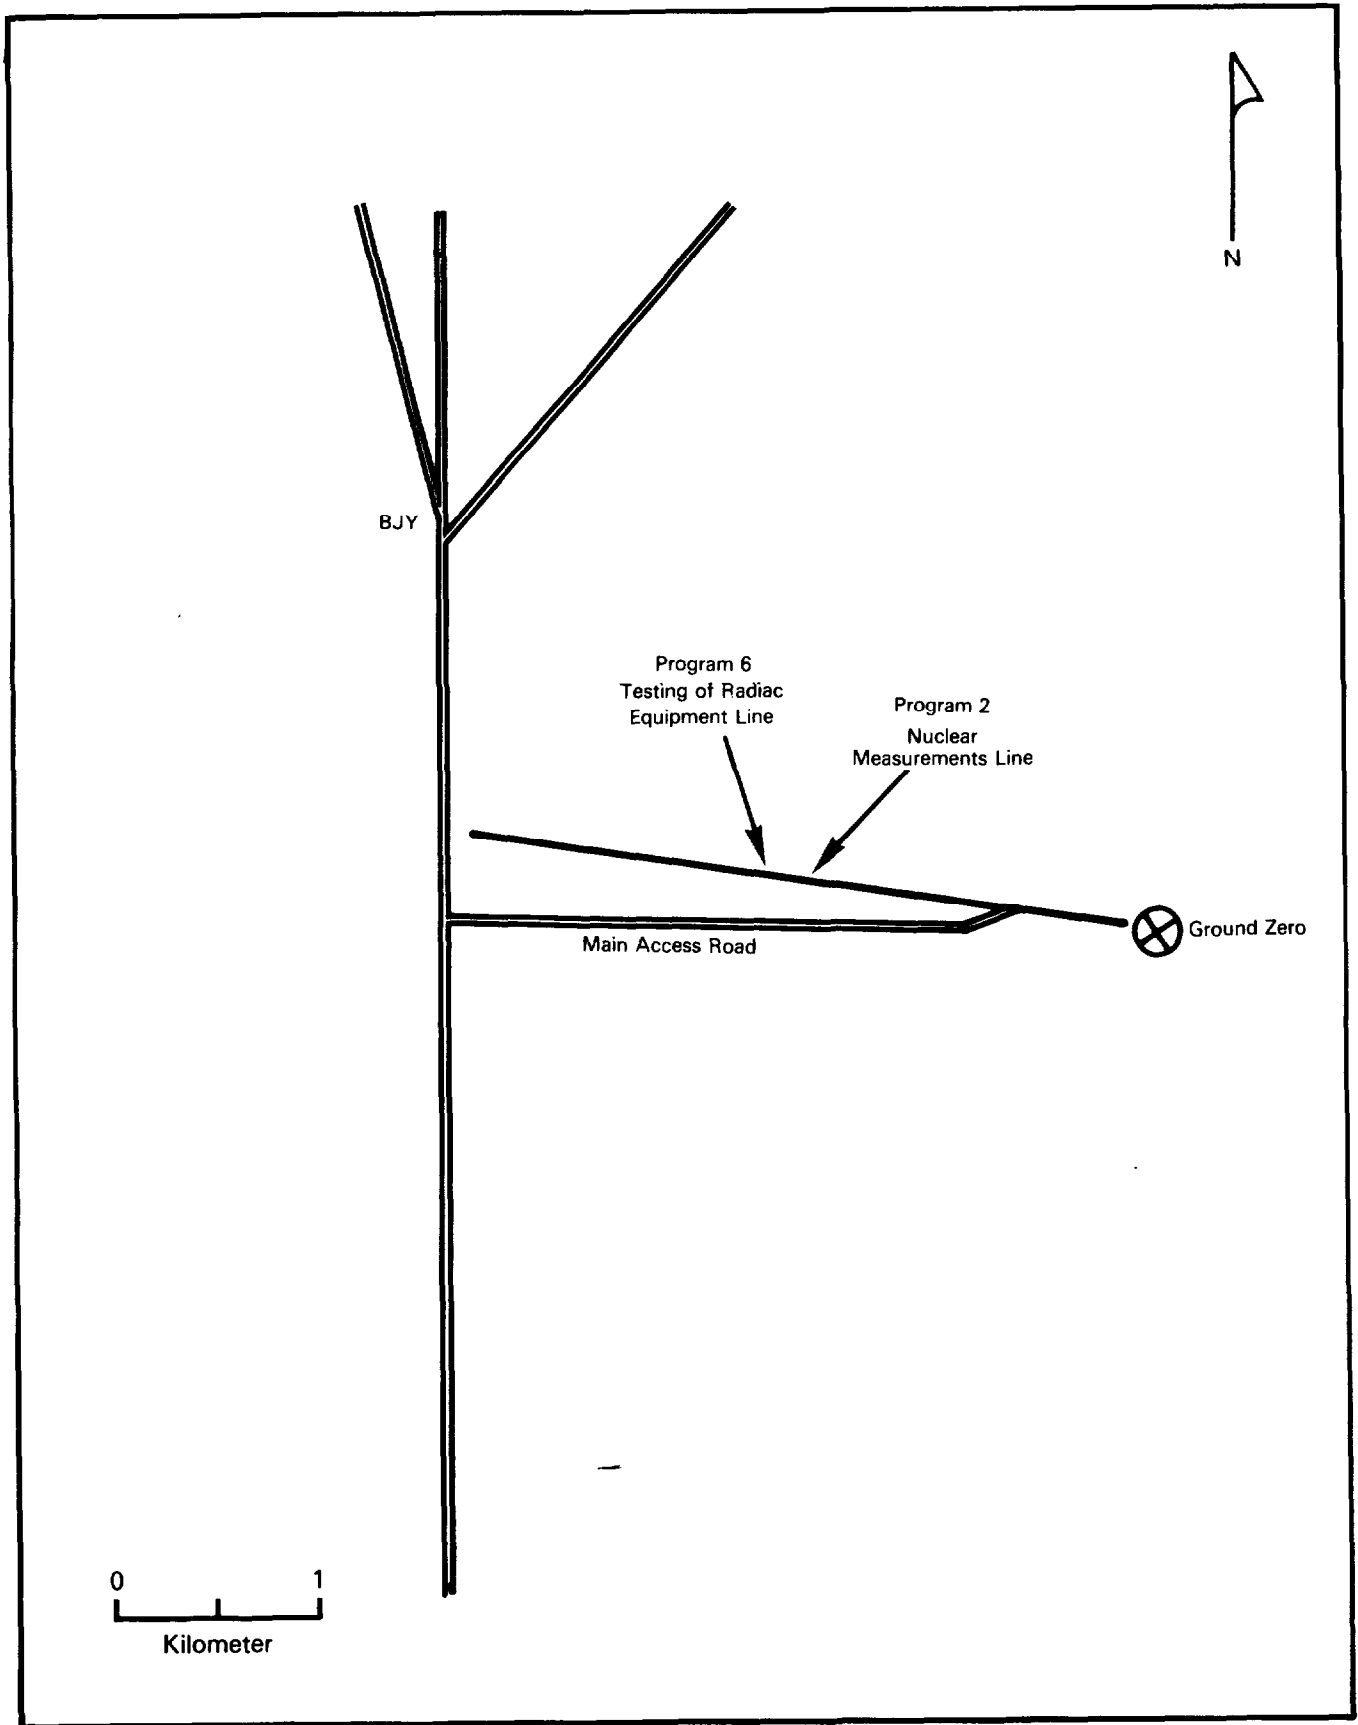 N
BJY
Program 6
Testing of Radiac
Equipment Line
Program 2
Nuclear
Measurements Line
Ground Zero
Main Access Road
0 1
Kilometer